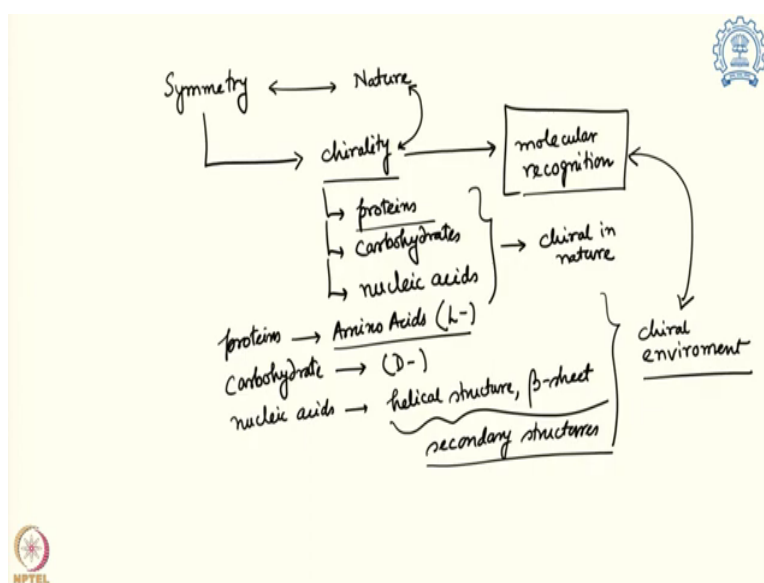 Symmetry ⟷ Nature
chirality → molecular
recognition
→ proteins
→ carbohydrates
→ nucleic acids
→ chiral in
nature
proteins → Amino Acids (L-)
Carbohydrate → (D-)
nucleic acids → helical structure, β-sheet
secondary structures
chiral
enviroment
NPTEL